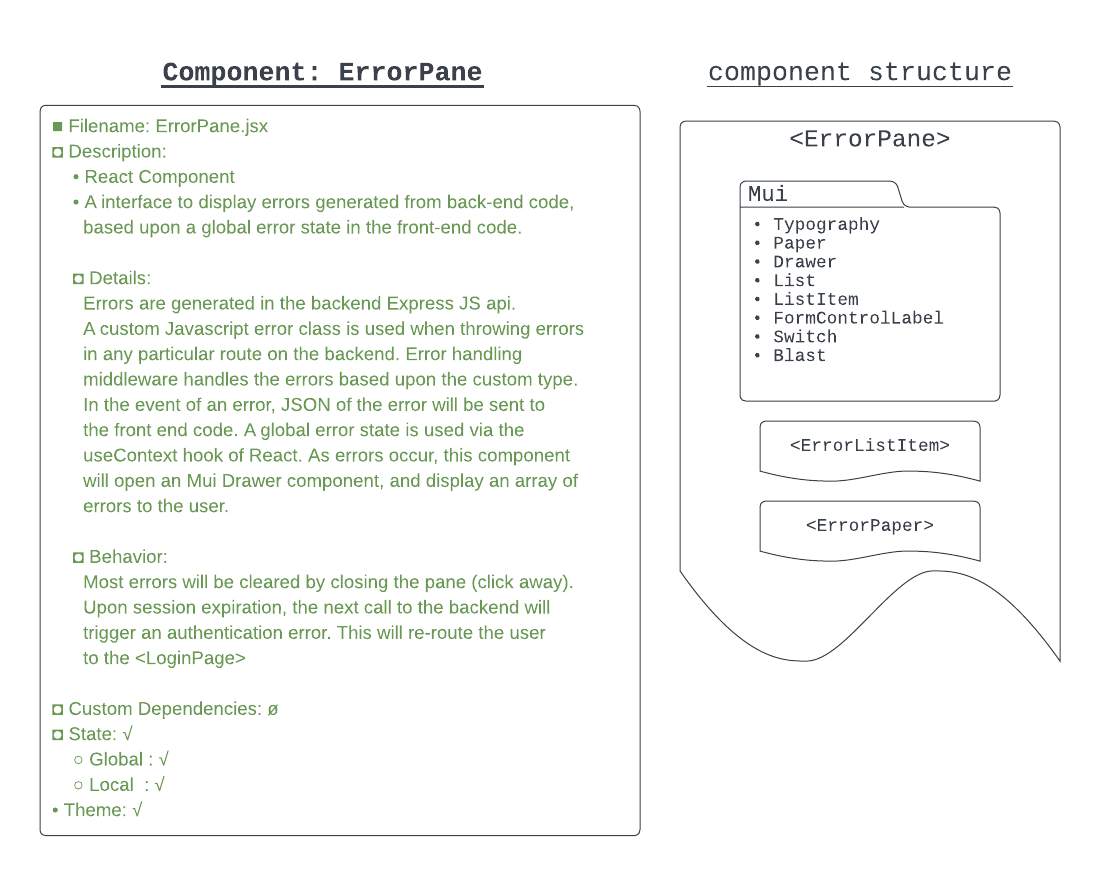 Component: ErrorPane
■ Filename: ErrorPane.jsx
◘ Description:
• React Component
• A interface to display errors generated from back-end code,
based upon a global error state in the front-end code.
◘ Details:
Errors are generated in the backend Express JS api.
A custom Javascript error class is used when throwing errors
in any particular route on the backend. Error handling
middleware handles the errors based upon the custom type.
In the event of an error, JSON of the error will be sent to
the front end code. A global error state is used via the
useContext hook of React. As errors occur, this component
will open an Mui Drawer component, and display an array of
errors to the user.
◘ Behavior:
Most errors will be cleared by closing the pane (click away).
Upon session expiration, the next call to the backend will
trigger an authentication error. This will re-route the user
to the <LoginPage>
◘ Custom Dependencies: ø
◘ State: √
○ Global : √
○ Local : √
• Theme: √
component structure
<ErrorPane>
Mui
• Typography
• Paper
• Drawer
• List
• ListItem
• FormControlLabel
• Switch
• Blast
<ErrorListItem>
<ErrorPaper>